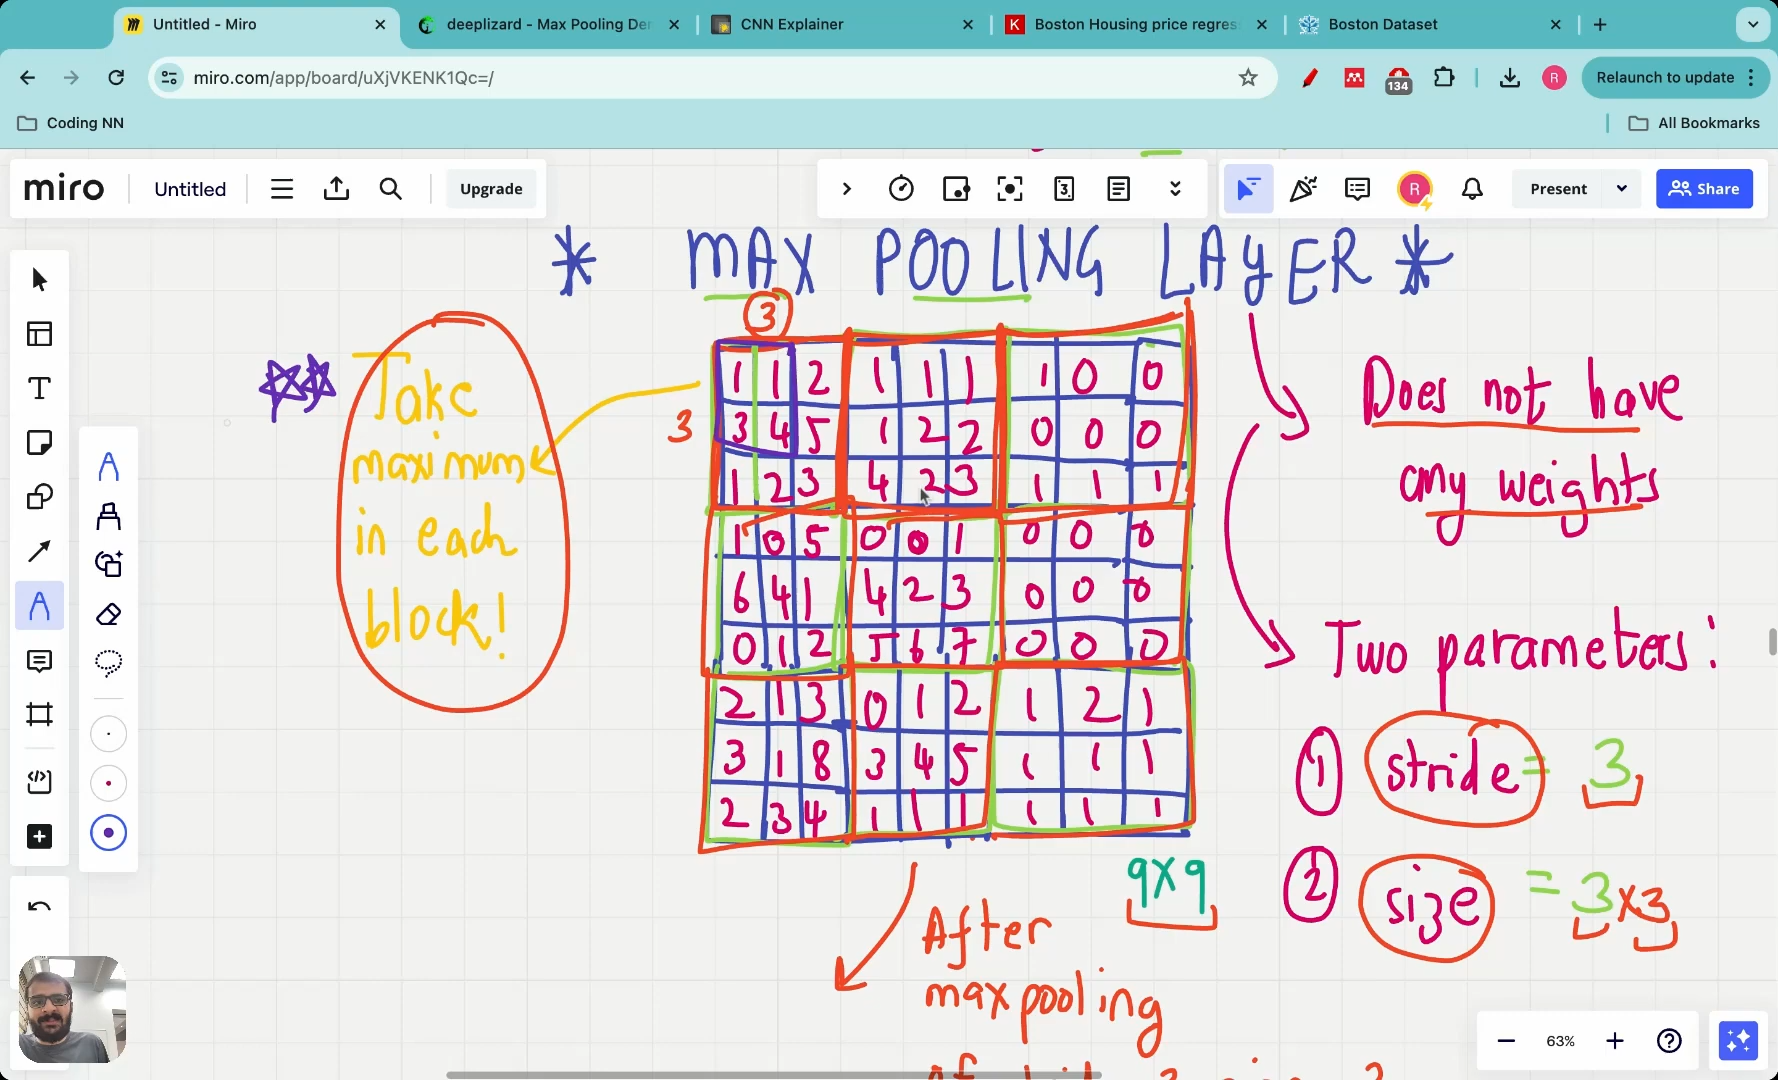 Untitled - Miro
deeplizard - Max Pooling De
CNN Explainer
K Boston Housing price regres
Boston Dataset
miro.com/app/board/uXjVKENK1Qc=/
134
R
Relaunch to update
Coding NN
All Bookmarks
miro
Untitled
Upgrade
3
R
Present
Share
* MAX POOLING LAYER *
3
3
Take
maximum
in each
block!
1 1 2 1 1 1 1 0 0
3 4 5 1 2 2 0 0 0
1 2 3 4 2 3 1 1 1
1 0 5 0 0 1 0 0 0
6 4 1 4 2 3 0 0 0
0 1 2 5 6 7 0 0 0
2 1 3 0 1 2 1 2 1
3 1 8 3 4 5 1 1 1
2 3 4 1 1 1 1 1 1
9x9
Does not have
any weights
Two parameters:
1 stride = 3
2 size = 3x3
After
maxpooling
63%